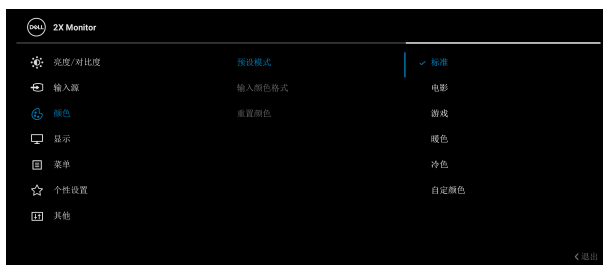 DELL 2X Monitor
亮度/对比度 预设模式 标准
输入源 输入颜色格式 电影
颜色 重置颜色 游戏
显示 暖色
菜单 冷色
个性设置 自定颜色
其他
退出